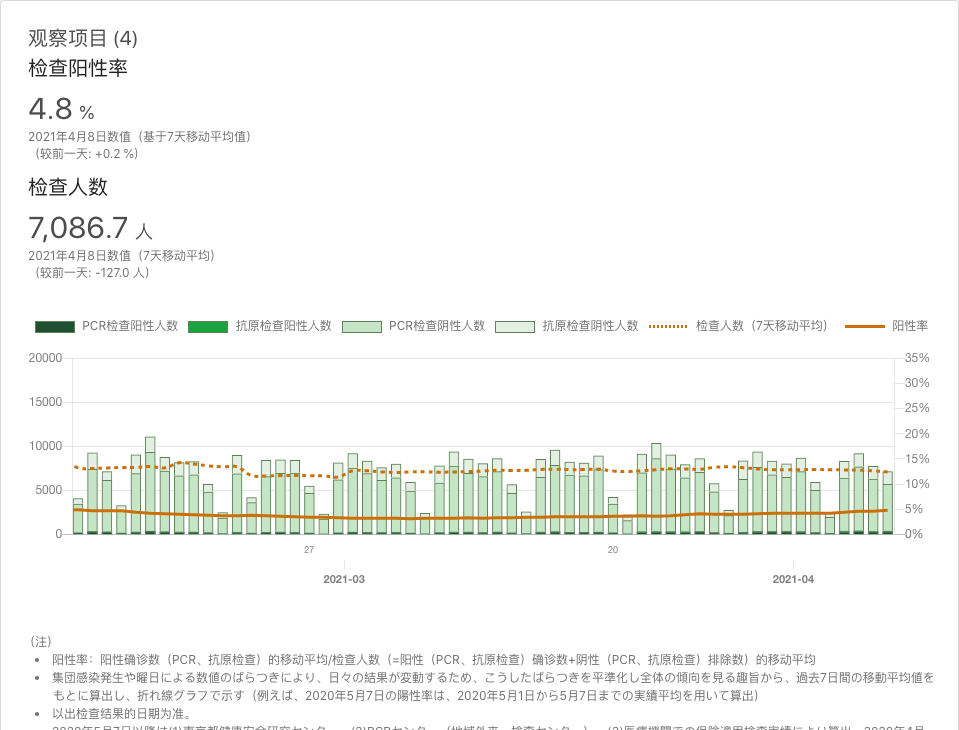 观察项目 (4)
检查阳性率
4.8 %
2021年4月8日数值（基于7天移动平均值）
（较前一天: +0.2 %）
检查人数
7,086.7 人
2021年4月8日数值（7天移动平均）
（较前一天: -127.0 人）
PCR检查阳性人数 抗原检查阳性人数 PCR检查阴性人数 抗原检查阴性人数 检查人数（7天移动平均） 阳性率
20000 35%
30%
15000 25%
10000 20%
15%
5000 10%
5%
0 0%
27 20
2021-03 2021-04
（注）
• 阳性率：阳性确诊数（PCR、抗原检查）的移动平均/检查人数（=阳性（PCR、抗原检查）确诊数+阴性（PCR、抗原检查）排除数）的移动平均
• 集団感染発生や曜日による数値のばらつきにより、日々の結果が変動するため、こうしたばらつきを平準化し全体の傾向を見る趣旨から、過去7日間の移動平均値を
もとに算出し、折れ線グラフで示す（例えば、2020年5月7日の陽性率は、2020年5月1日から5月7日までの実績平均を用いて算出）
• 以出检查结果的日期为准。